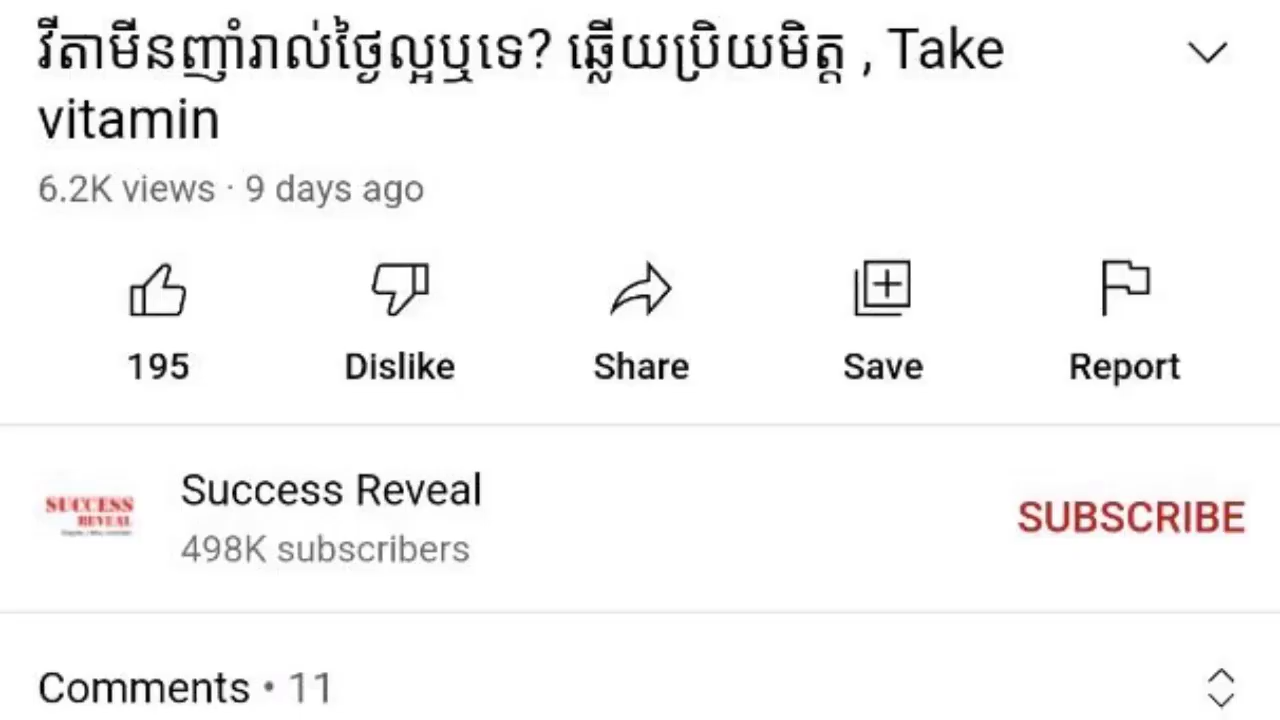 វីតាមីនញ៉ាំរាល់ថ្ងៃល្អឬទេ? ឆ្លើយប្រិយមិត្ត , Take
vitamin
6.2K views · 9 days ago
195
Dislike
Share
Save
Report
SUCCESS
REVEAL
Success Reveal
498K subscribers
SUBSCRIBE
Comments • 11